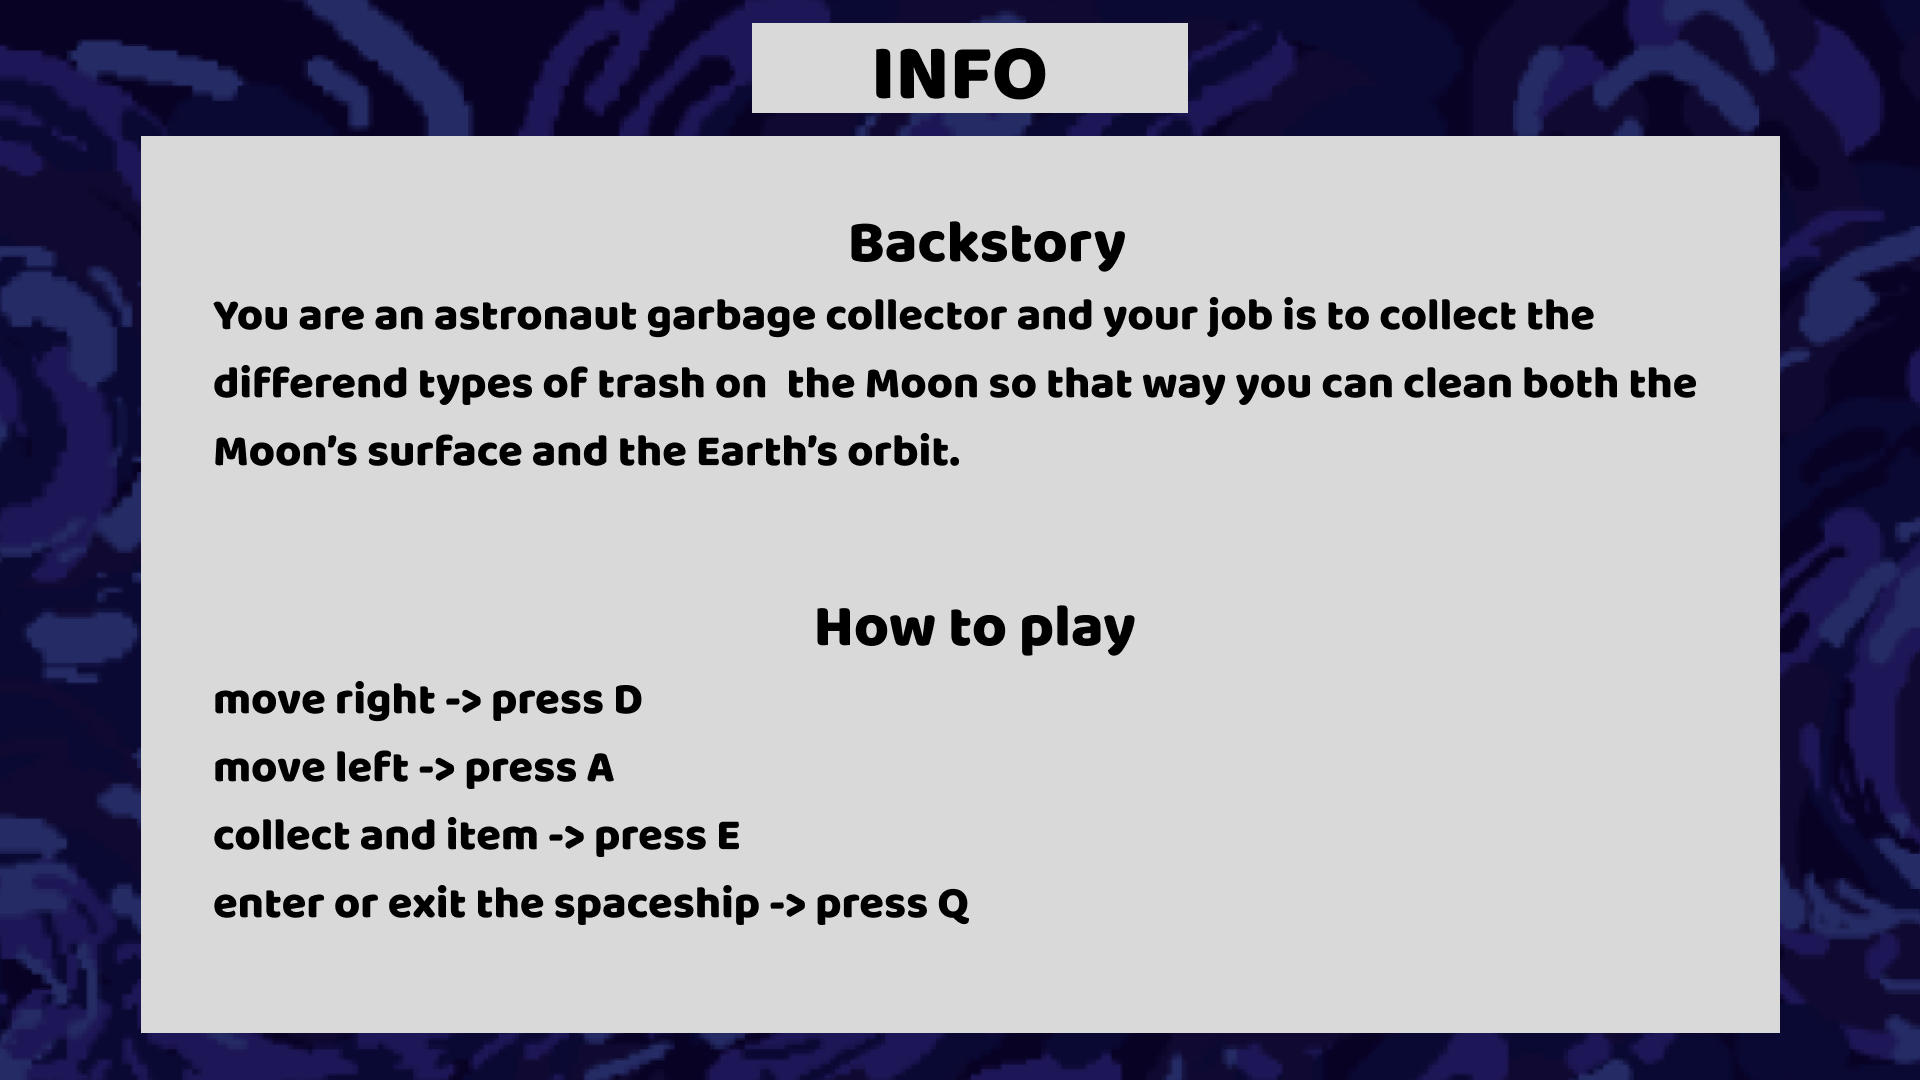 INFO
Backstory
You are an astronaut garbage collector and your job is to collect the
differend types of trash on  the Moon so that way you can clean both the
Moon’s surface and the Earth’s orbit.
How to play
move right -> press D
move left -> press A
collect and item -> press E
enter or exit the spaceship -> press Q